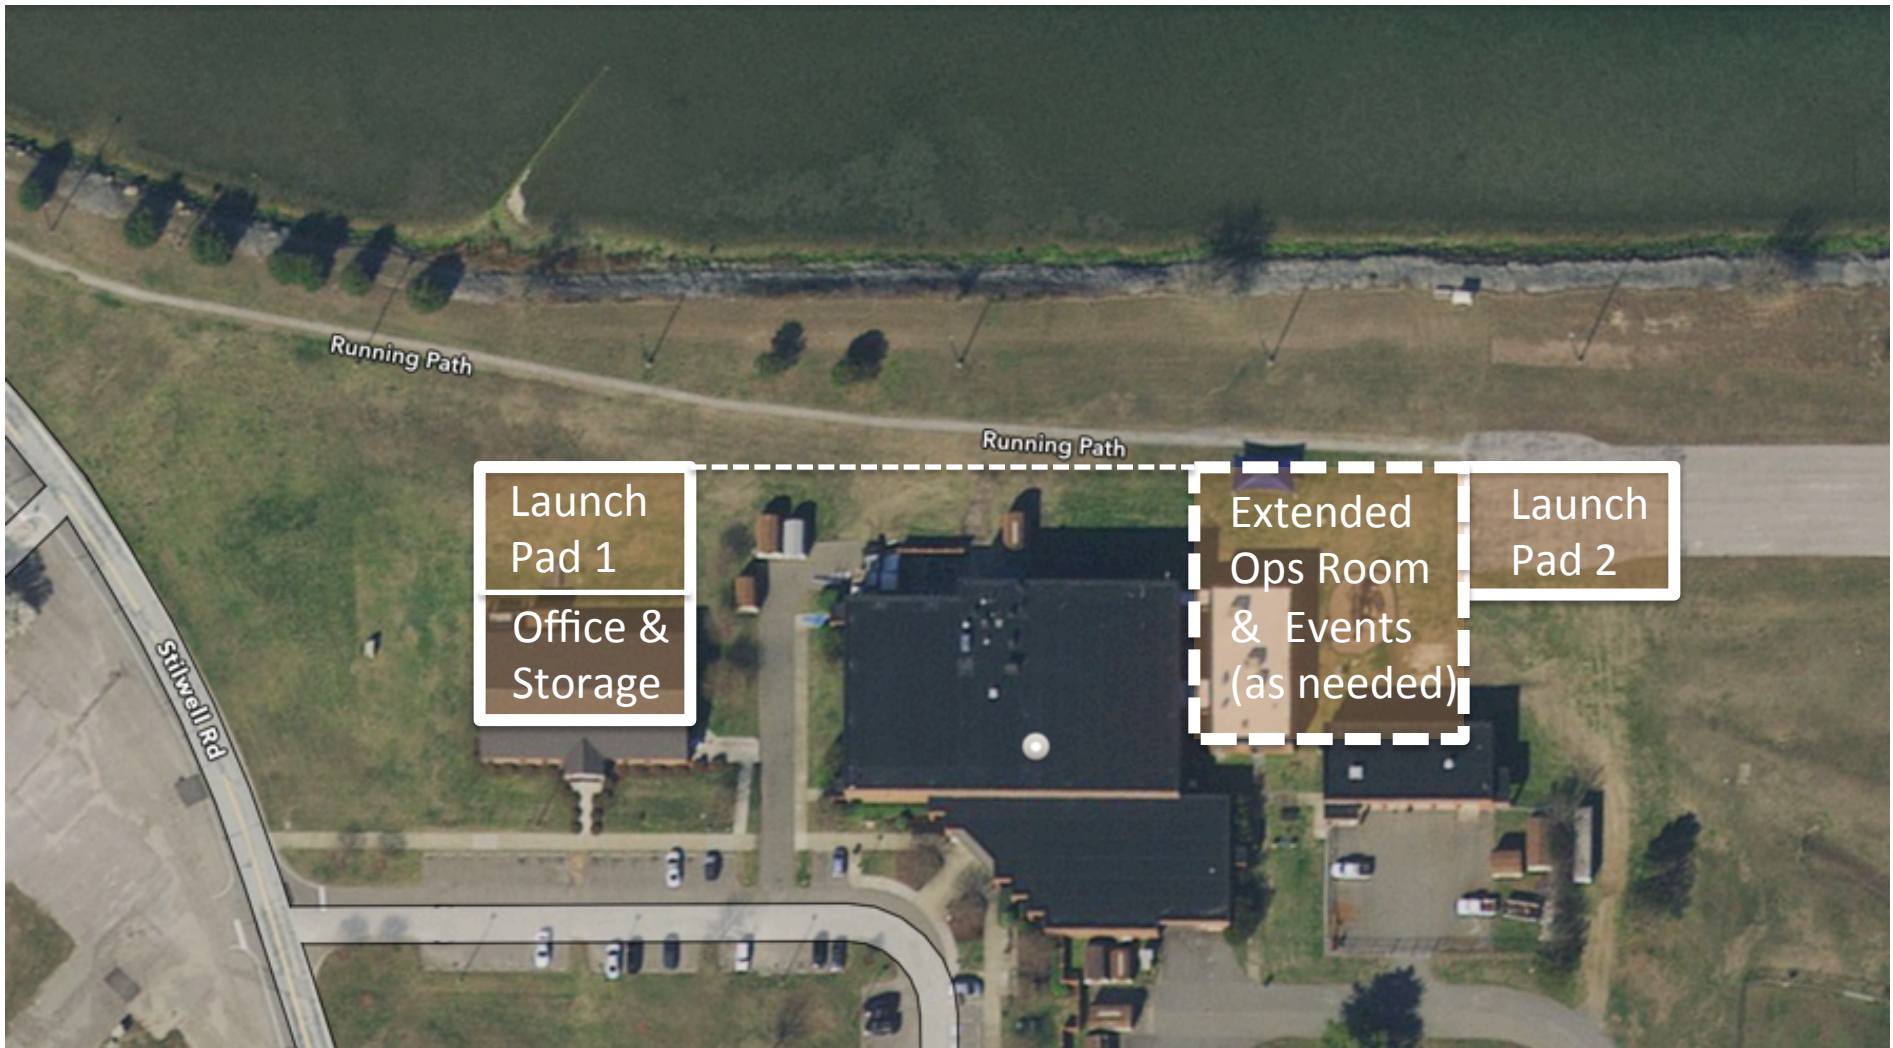 Running Path
Running Path
Launch
Pad 1
Office &
Storage
Extended
Ops Room
&  Events
(as needed)
Launch
Pad 2
Stilwell Rd